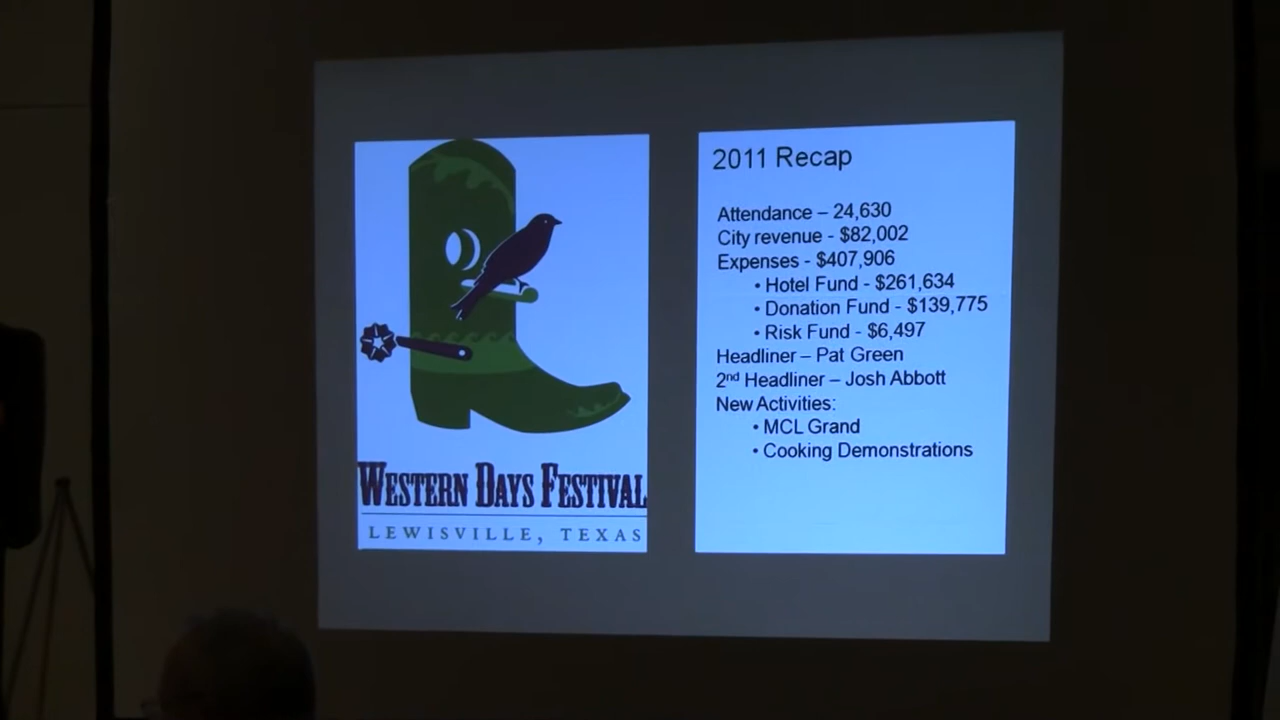 WESTERN DAYS FESTIVAL
LEWISVILLE, TEXAS
2011 Recap
Attendance – 24,630
City revenue - $82,002
Expenses - $407,906
• Hotel Fund - $261,634
• Donation Fund - $139,775
• Risk Fund - $6,497
Headliner – Pat Green
2nd Headliner – Josh Abbott
New Activities:
• MCL Grand
• Cooking Demonstrations